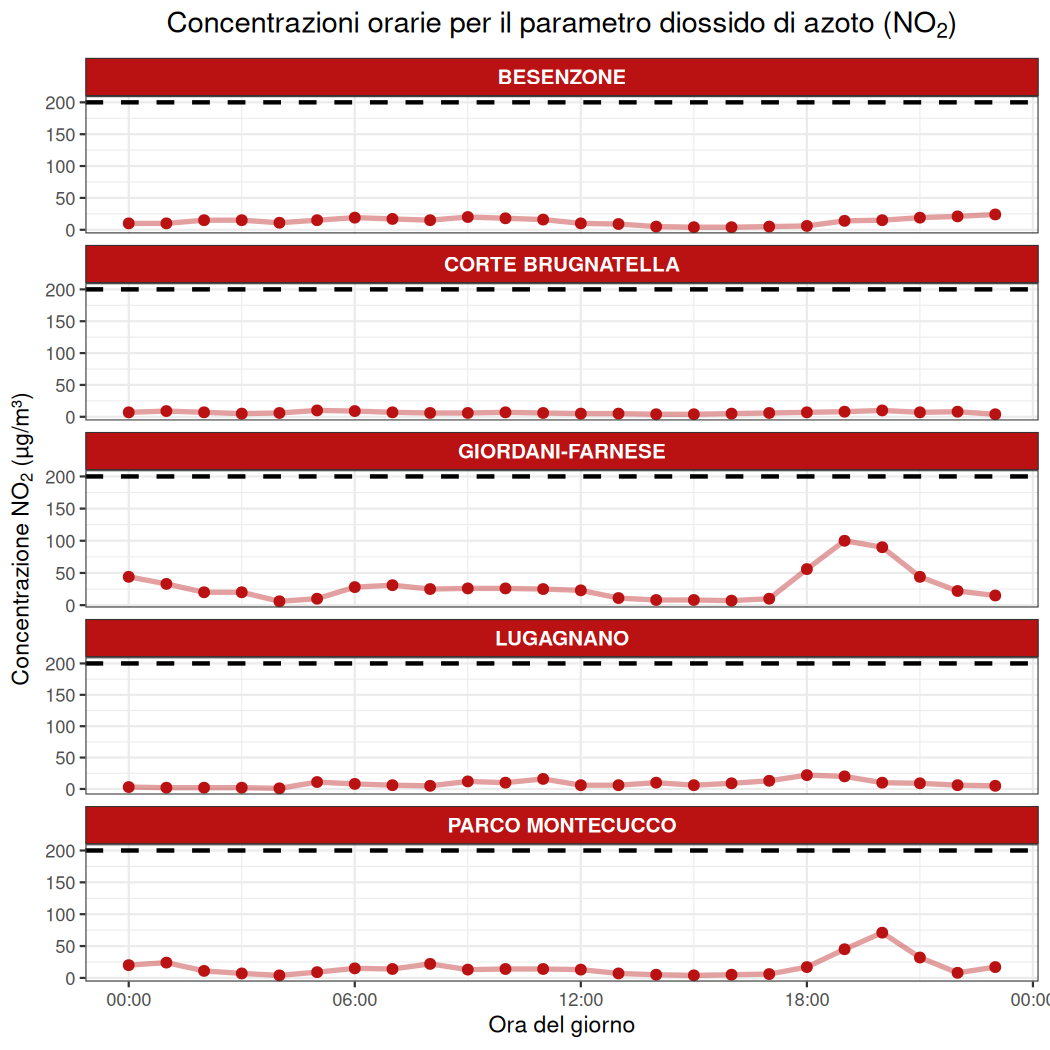 Concentrazioni orarie per il parametro diossido di azoto (NO₂)
Concentrazione NO₂ (µg/m³)
BESENZONE
200
150
100
50
0
CORTE BRUGNATELLA
200
150
100
50
0
GIORDANI-FARNESE
200
150
100
50
0
LUGAGNANO
200
150
100
50
0
PARCO MONTECUCCO
200
150
100
50
0
00:00 06:00 12:00 18:00 00:0
Ora del giorno